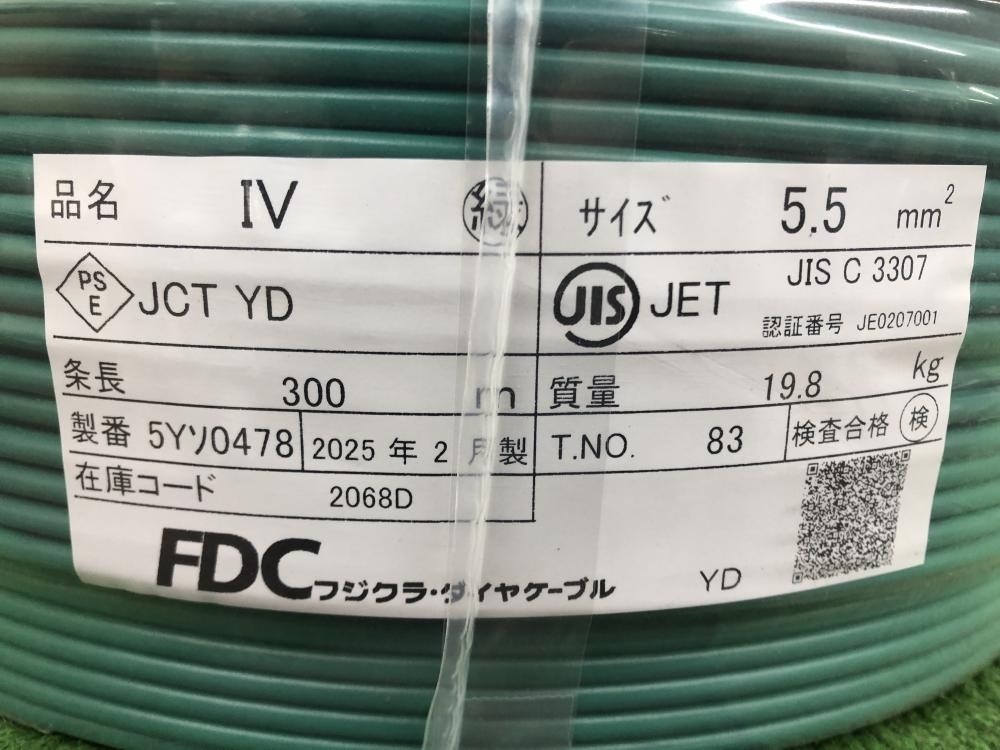 品名 IV 緑 サイズ 5.5 mm²
PS E JCT YD JIS JET JIS C 3307
認証番号 JE0207001
条長 300 m 質量 19.8 kg
製番 5Yソ0478 2025 年 2 月製 T.NO. 83 検査合格 検
在庫コード 2068D
FDC フジクラ・ダイヤケーブル YD